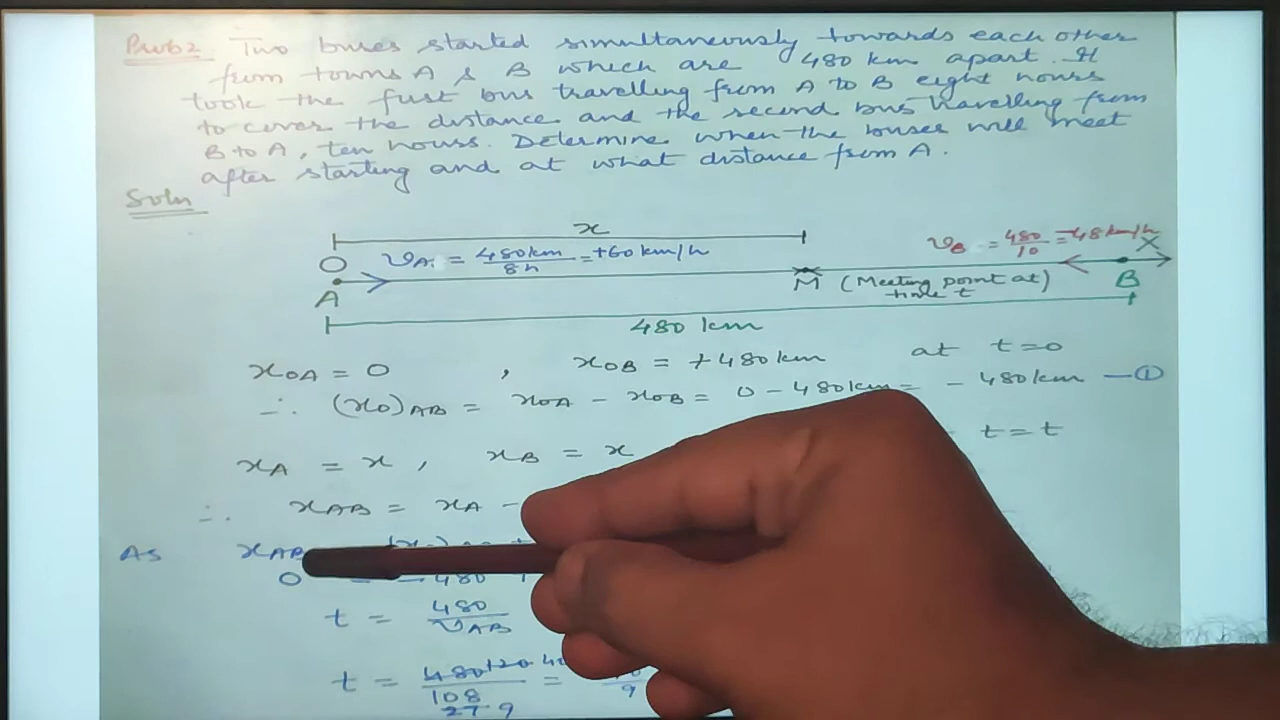 Prob 2 Two buses started simultaneously towards each other
from towns A & B which are 480 km apart. It
took the first bus travelling from A to B eight hours
to cover the distance and the second bus travelling from
B to A, ten hours. Determine when the buses will meet
after starting and at what distance from A.
Soln
x
O vA = 480km/8h = +60 km/h vB = 480/10 = -48 km/h X
A M (Meeting point at time t) B
480 km
xOA = 0 , xOB = +480 km at t=0
∴ (x0)AB = xOA - xOB = 0 - 480 km = - 480 km —①
xA = x , xB = x t = t
∴ xAB = xA -
As xAB
0 = - 480 +
t = 480/vAB
t = 480/108 =
27 9